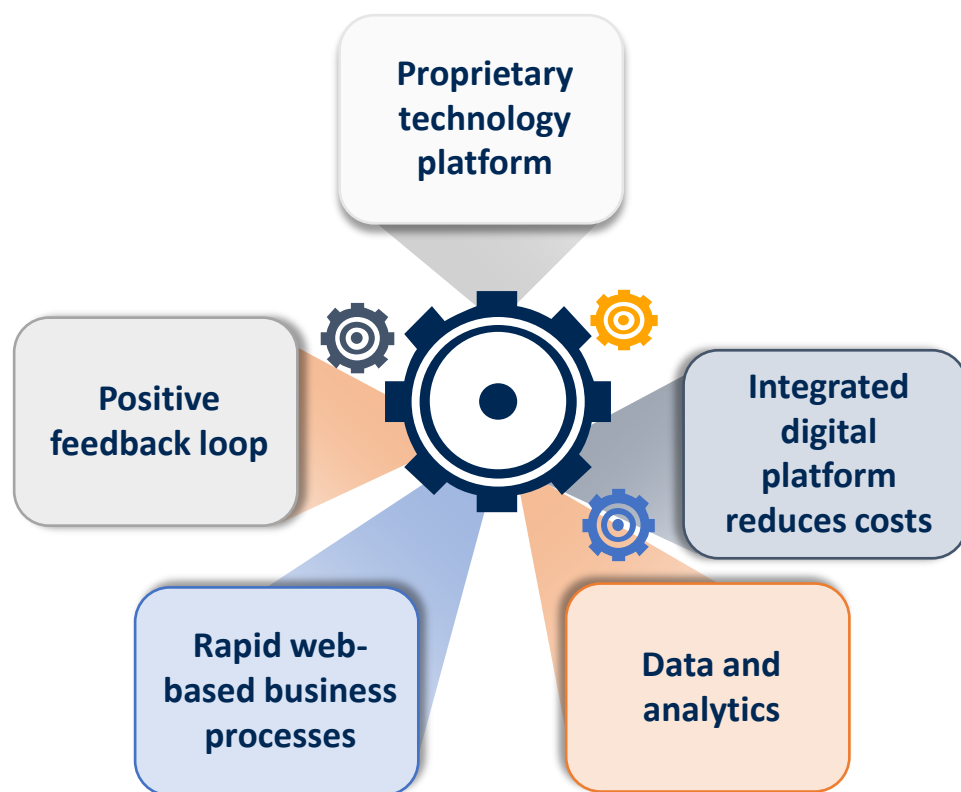 Proprietary
technology
platform
Positive
feedback loop
Integrated
digital
platform
reduces costs
Rapid web-
based business
processes
Data and
analytics